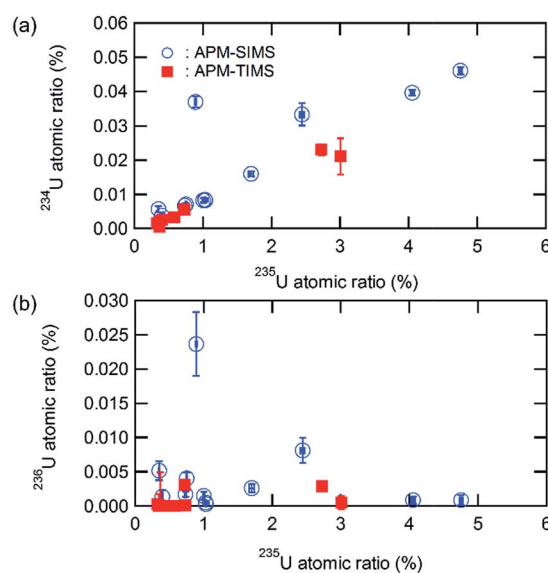 (a)
0.06
0.05
0.04
0.03
0.02
0.01
0.00
²³⁴U atomic ratio (%)
: APM-SIMS
: APM-TIMS
0 1 2 3 4 5 6
²³⁵U atomic ratio (%)
(b)
0.030
0.025
0.020
0.015
0.010
0.005
0.000
²³⁶U atomic ratio (%)
0 1 2 3 4 5 6
²³⁵U atomic ratio (%)